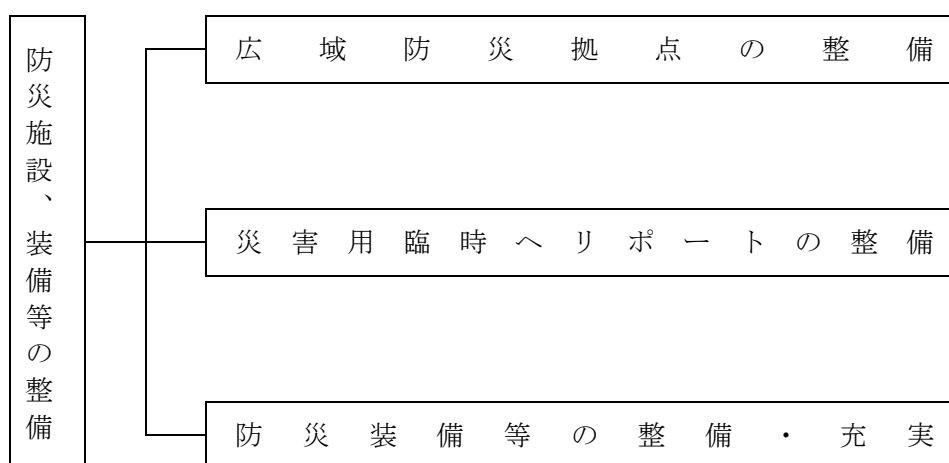 防災施設、装備等の整備
広域防災拠点の整備
災害用臨時ヘリポートの整備
防災装備等の整備・充実